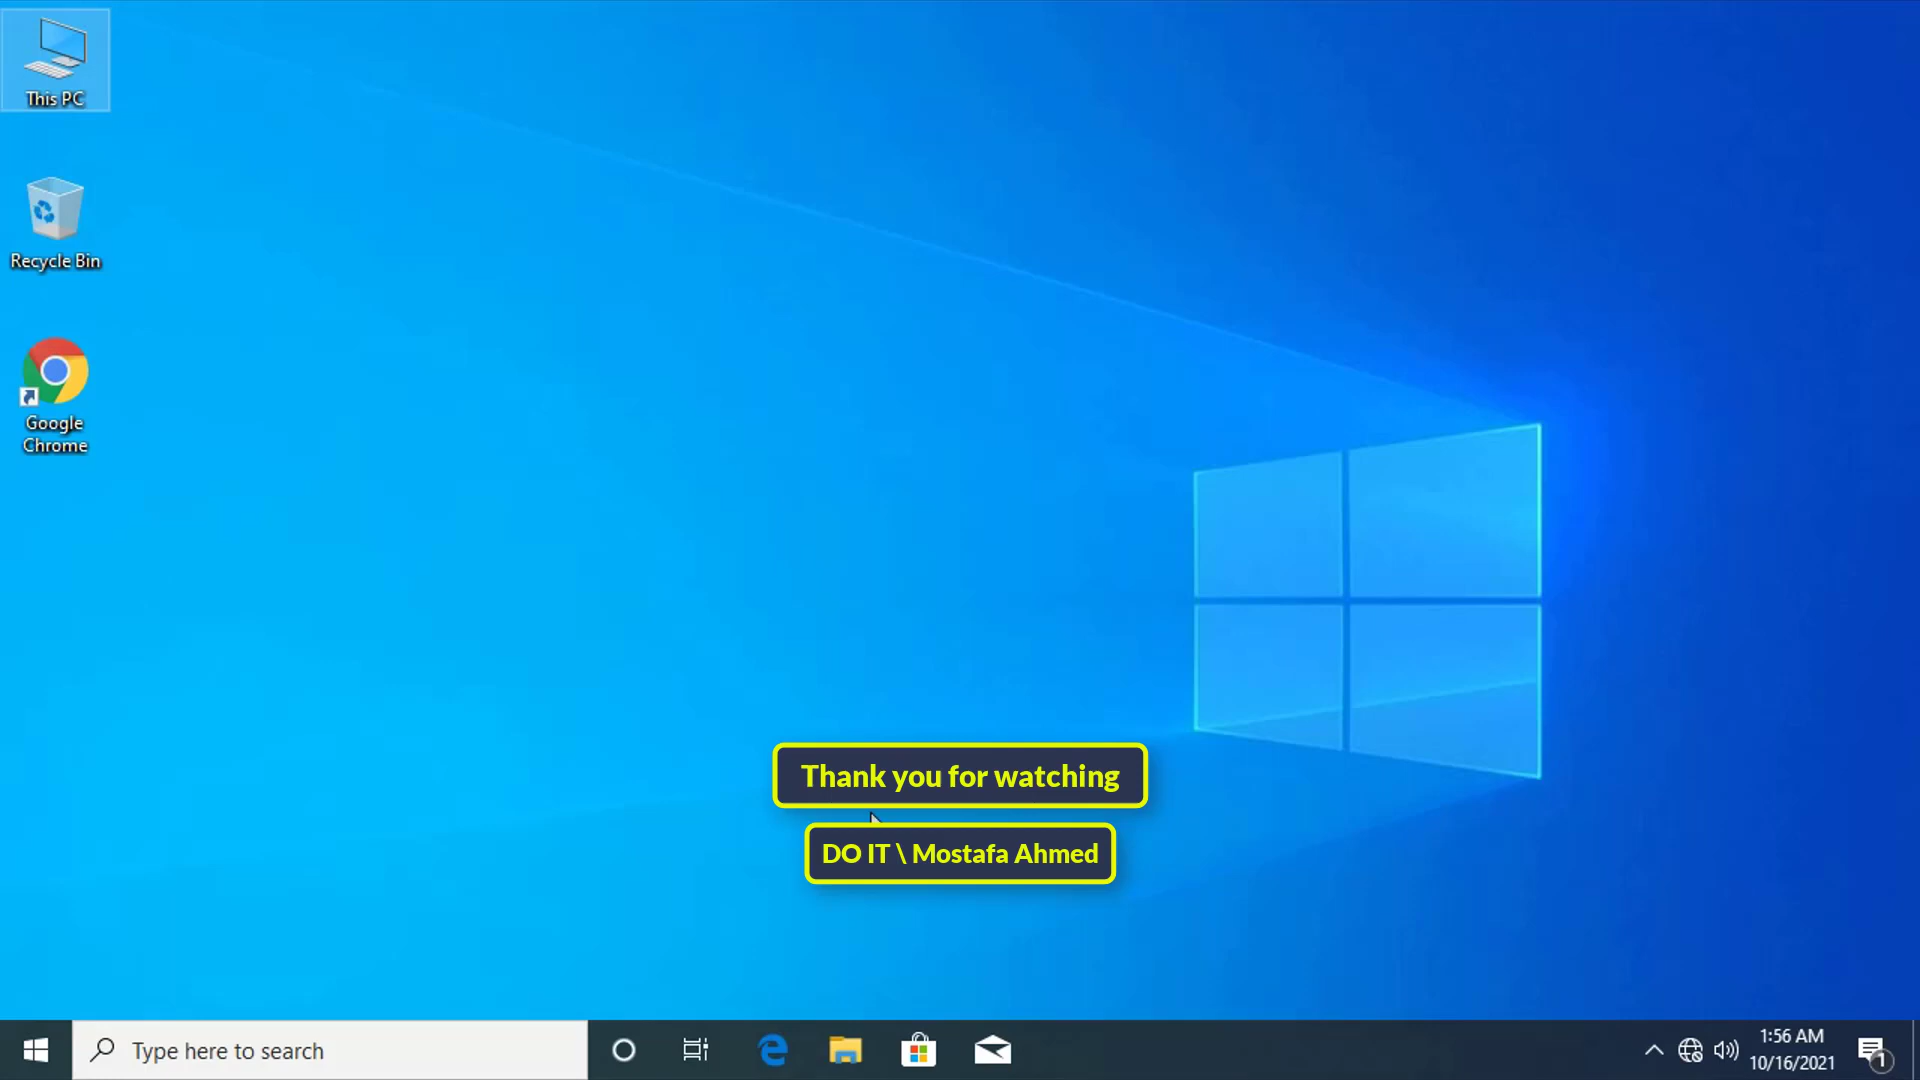 This PC
Recycle Bin
Google
Chrome
Thank you for watching
DO IT \ Mostafa Ahmed
Type here to search
1:56 AM
10/16/2021
1